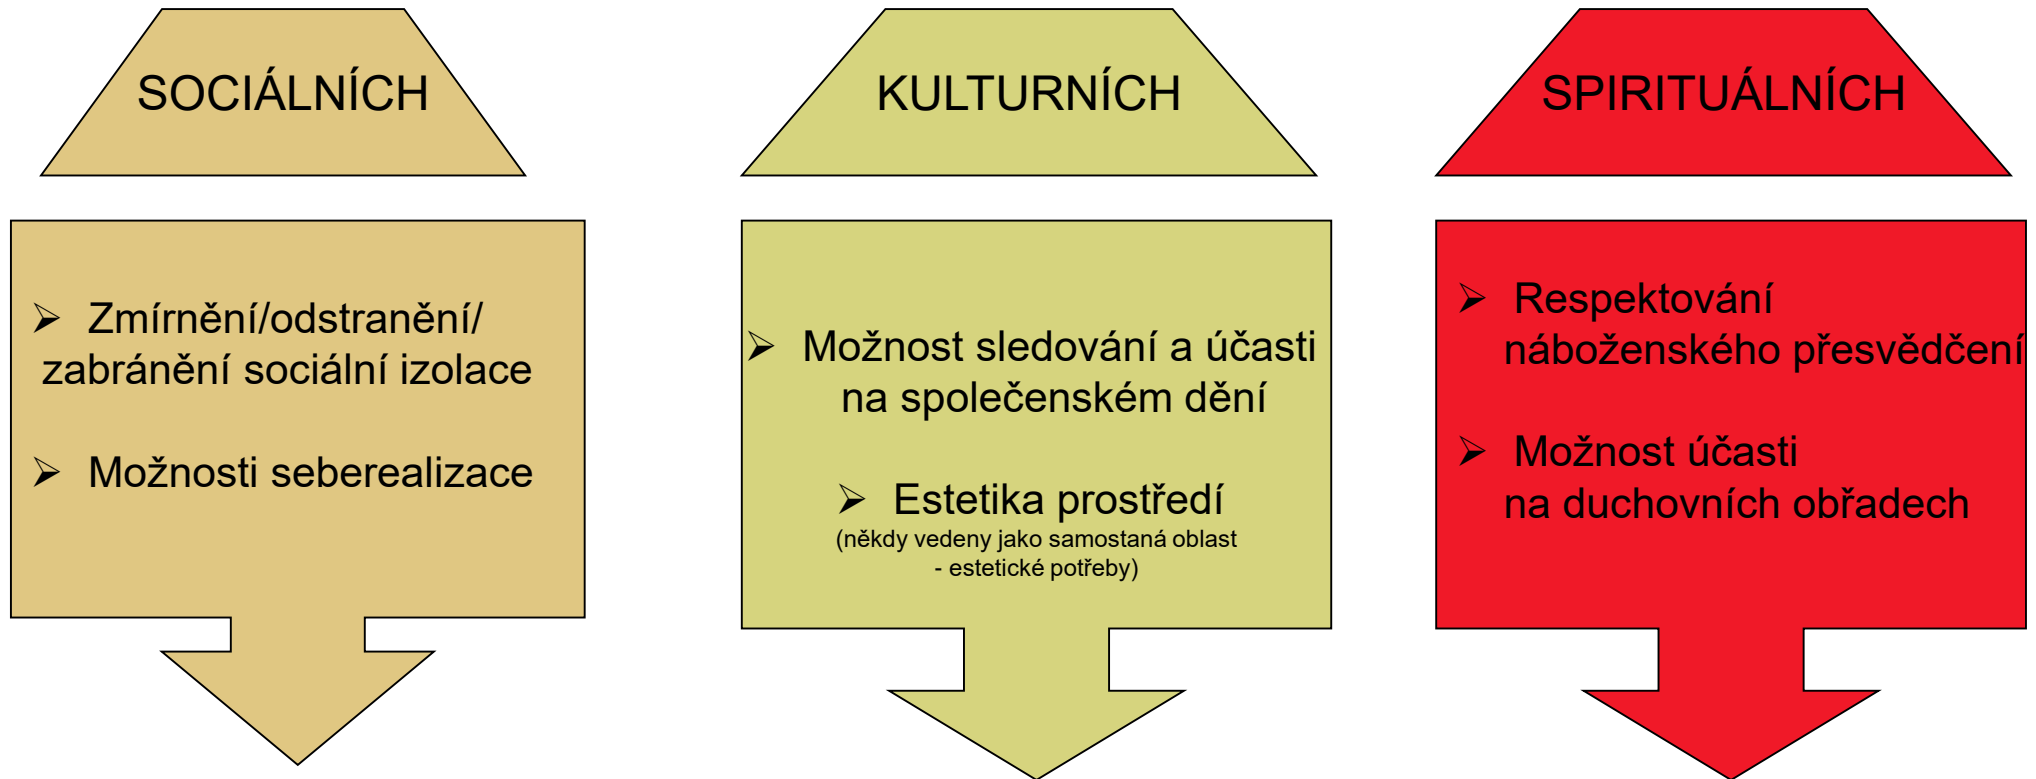 SOCIÁLNÍCH
➢ Zmírnění/odstranění/
zabránění sociální izolace
➢ Možnosti seberealizace
KULTURNÍCH
➢ Možnost sledování a účasti
na společenském dění
➢ Estetika prostředí
(někdy vedeny jako samostaná oblast
- estetické potřeby)
SPIRITUÁLNÍCH
➢ Respektování
náboženského přesvědčení
➢ Možnost účasti
na duchovních obřadech